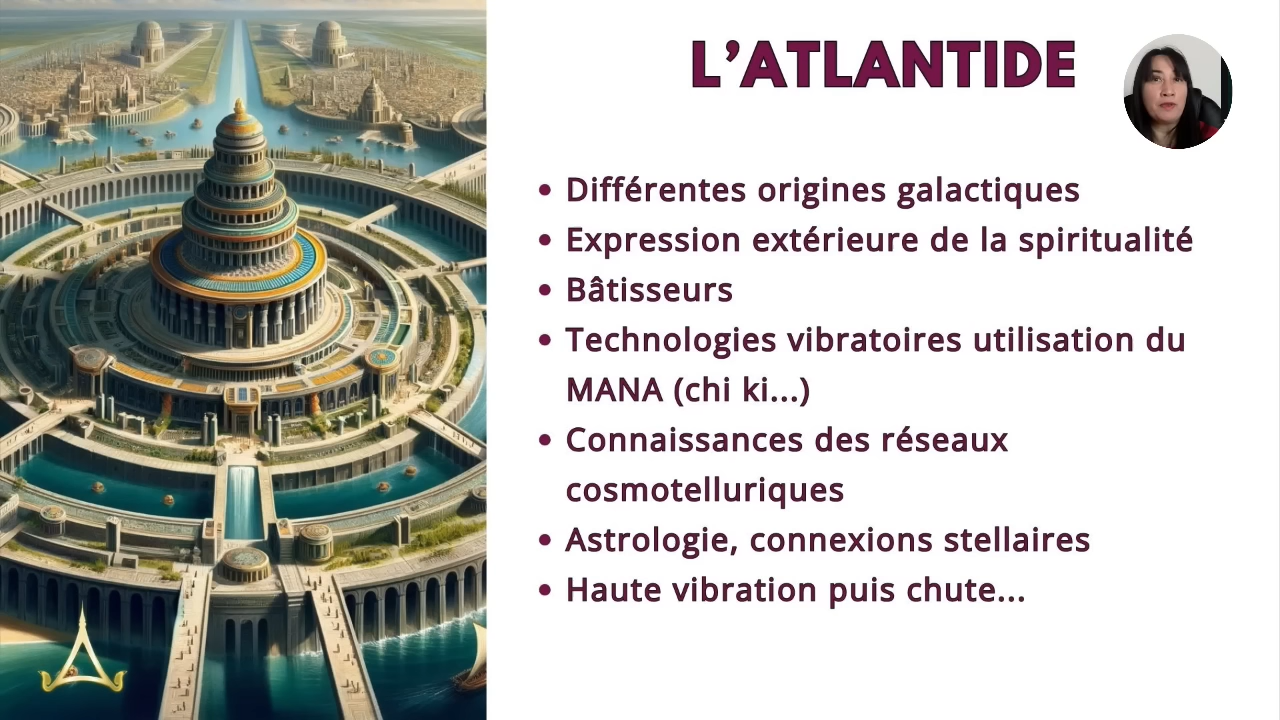 L'ATLANTIDE
• Différentes origines galactiques
• Expression extérieure de la spiritualité
• Bâtisseurs
• Technologies vibratoires utilisation du
MANA (chi ki...)
• Connaissances des réseaux
cosmotelluriques
• Astrologie, connexions stellaires
• Haute vibration puis chute...